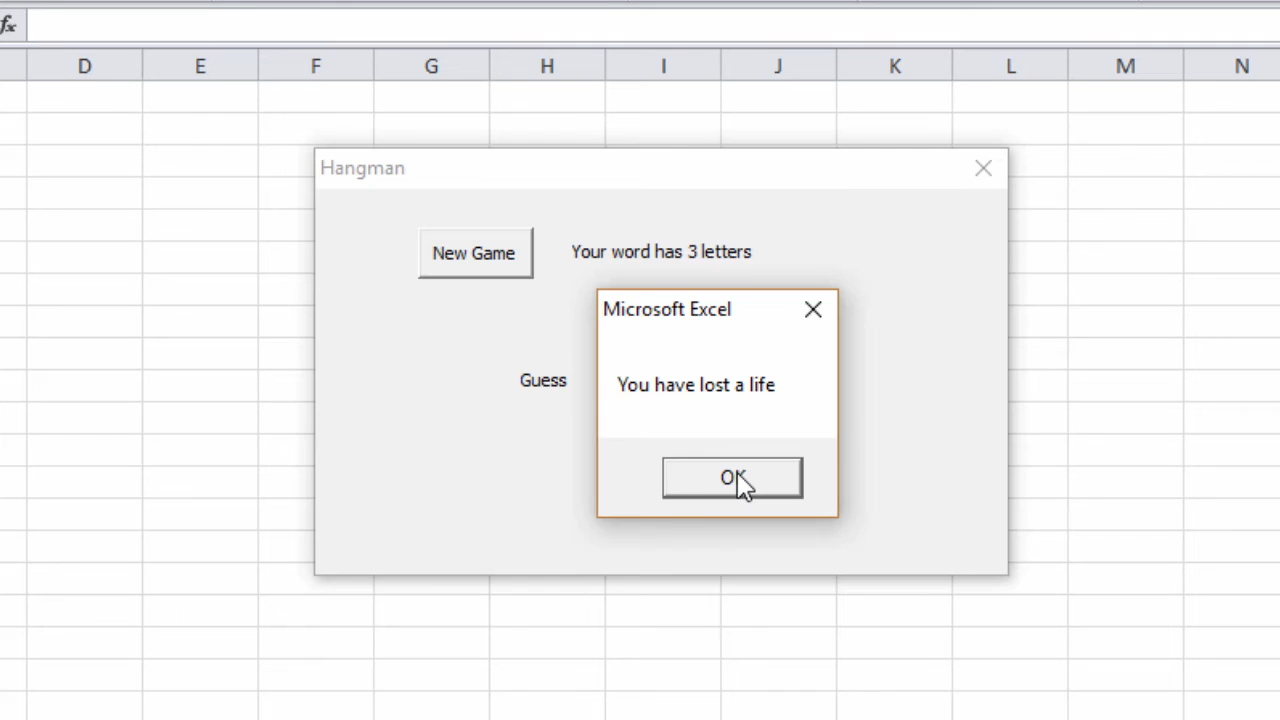 fx
D E F G H I J K L M N
Hangman
New Game Your word has 3 letters
Microsoft Excel
Guess You have lost a life
OK